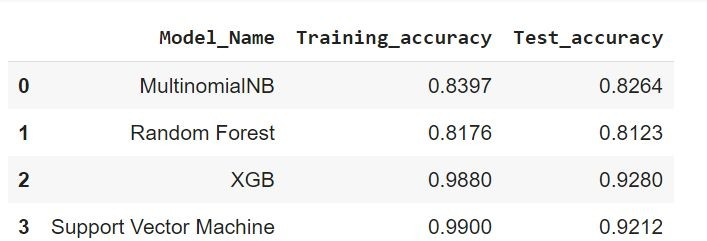 Model_Name Training_accuracy Test_accuracy
0 MultinomialNB 0.8397 0.8264
1 Random Forest 0.8176 0.8123
2 XGB 0.9880 0.9280
3 Support Vector Machine 0.9900 0.9212